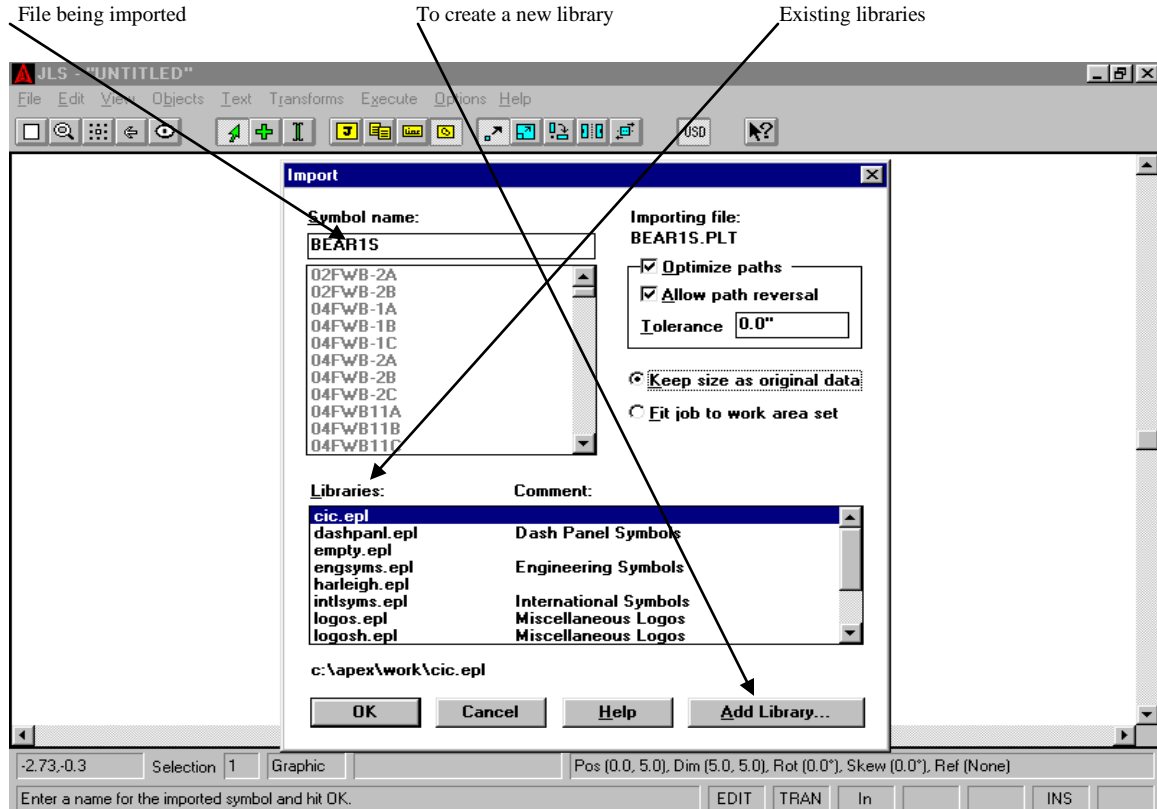 File being imported To create a new library Existing libraries
JLS - "UNTITLED"
File Edit View Objects Text Transforms Execute Options Help
J Line USD ?
Import
Symbol name:
BEAR1S
02FWB-2A
02FWB-2B
04FWB-1A
04FWB-1B
04FWB-1C
04FWB-2A
04FWB-2B
04FWB-2C
04FWB11A
04FWB11B
04FWB11C
Importing file:
BEAR1S.PLT
Optimize paths
Allow path reversal
Tolerance 0.0"
Keep size as original data
Fit job to work area set
Libraries: Comment:
cic.epl
dashpanl.epl Dash Panel Symbols
empty.epl
engsyms.epl Engineering Symbols
harleigh.epl
intlsyms.epl International Symbols
logos.epl Miscellaneous Logos
logosh.epl Miscellaneous Logos
c:\apex\work\cic.epl
OK Cancel Help Add Library...
-2.73,-0.3 Selection 1 Graphic Pos (0.0, 5.0), Dim (5.0, 5.0), Rot (0.0°), Skew (0.0°), Ref (None)
Enter a name for the imported symbol and hit OK. EDIT TRAN In INS